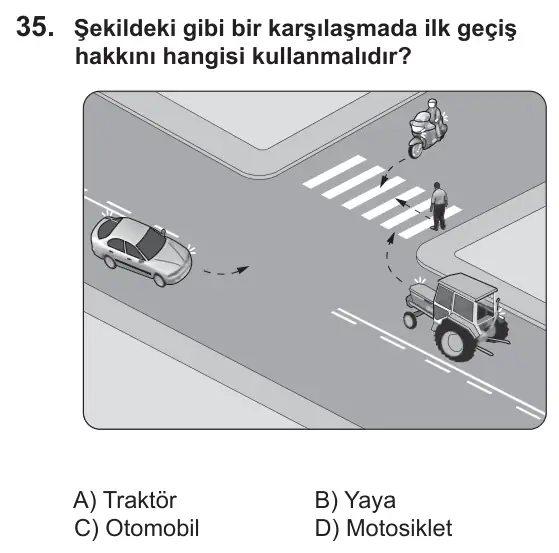 35. Şekildeki gibi bir karşılaşmada ilk geçiş
hakkını hangisi kullanmalıdır?
A) Traktör
B) Yaya
C) Otomobil
D) Motosiklet